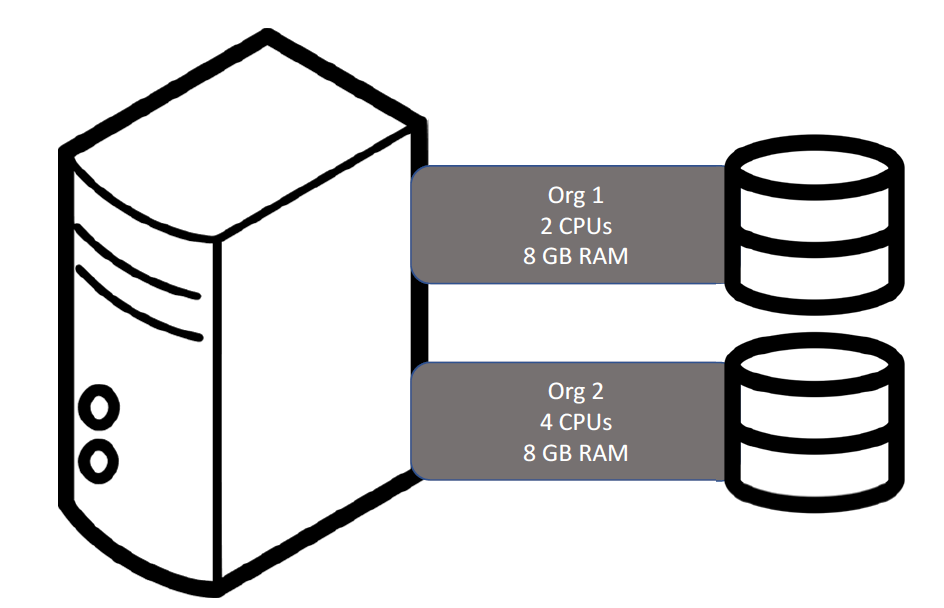 Org 1
2 CPUs
8 GB RAM
Org 2
4 CPUs
8 GB RAM